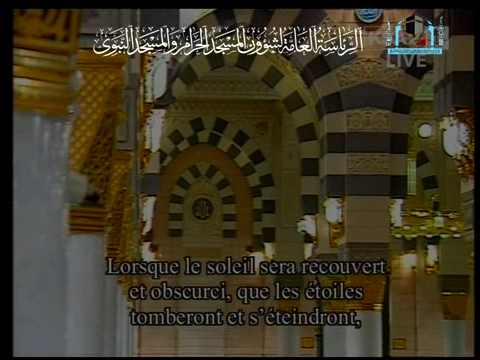 الرئاسة العامة لشؤون المسجد الحرام والمسجد النبوي
LIVE
Lorsque le soleil sera recouvert
et obscurci, que les étoiles
tomberont et s'éteindront,